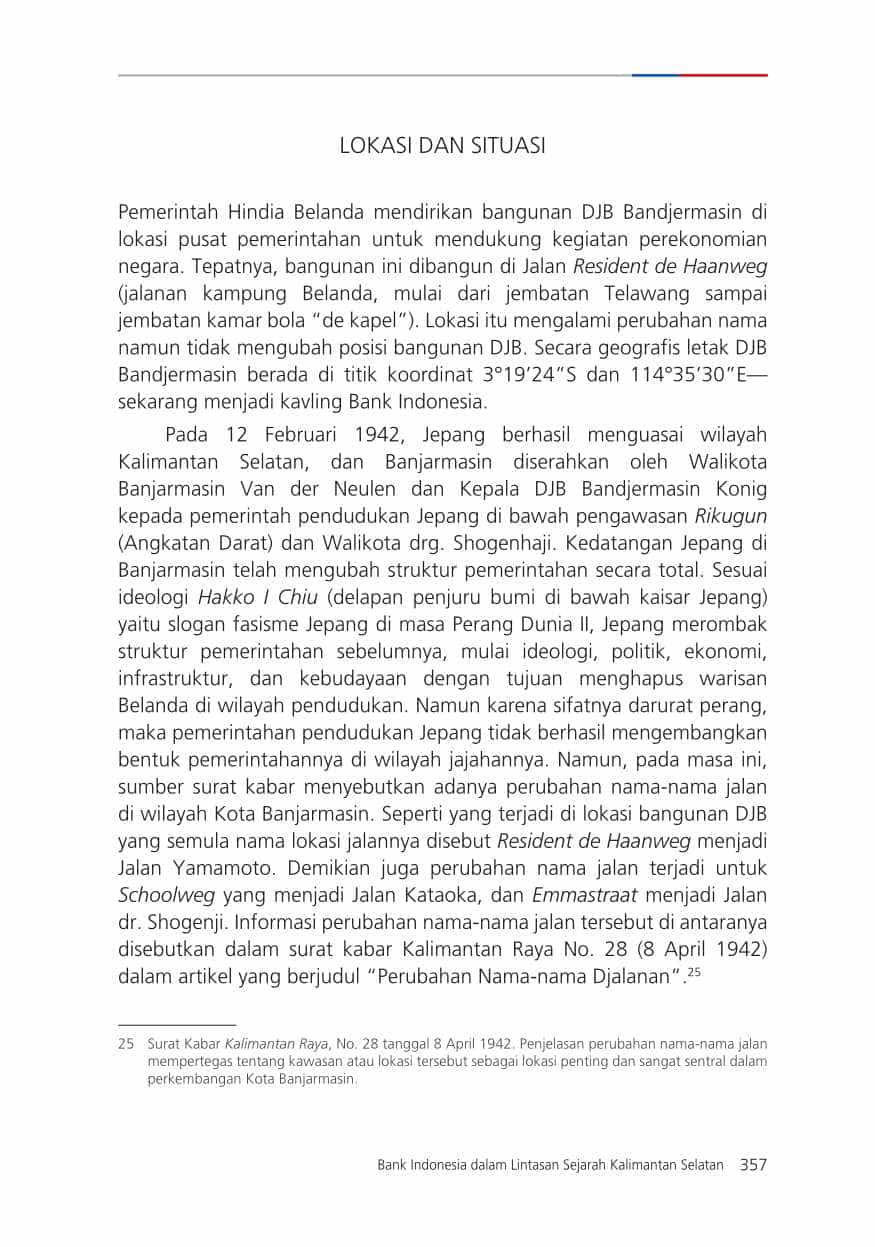 LOKASI DAN SITUASI
Pemerintah Hindia Belanda mendirikan bangunan DJB Bandjermasin di
lokasi pusat pemerintahan untuk mendukung kegiatan perekonomian
negara. Tepatnya, bangunan ini dibangun di Jalan Resident de Haanweg
(jalanan kampung Belanda, mulai dari jembatan Telawang sampai
jembatan kamar bola “de kapel”). Lokasi itu mengalami perubahan nama
namun tidak mengubah posisi bangunan DJB. Secara geografis letak DJB
Bandjermasin berada di titik koordinat 3°19’24”S dan 114°35’30”E—
sekarang menjadi kavling Bank Indonesia.
Pada 12 Februari 1942, Jepang berhasil menguasai wilayah
Kalimantan Selatan, dan Banjarmasin diserahkan oleh Walikota
Banjarmasin Van der Neulen dan Kepala DJB Bandjermasin Konig
kepada pemerintah pendudukan Jepang di bawah pengawasan Rikugun
(Angkatan Darat) dan Walikota drg. Shogenhaji. Kedatangan Jepang di
Banjarmasin telah mengubah struktur pemerintahan secara total. Sesuai
ideologi Hakko I Chiu (delapan penjuru bumi di bawah kaisar Jepang)
yaitu slogan fasisme Jepang di masa Perang Dunia II, Jepang merombak
struktur pemerintahan sebelumnya, mulai ideologi, politik, ekonomi,
infrastruktur, dan kebudayaan dengan tujuan menghapus warisan
Belanda di wilayah pendudukan. Namun karena sifatnya darurat perang,
maka pemerintahan pendudukan Jepang tidak berhasil mengembangkan
bentuk pemerintahannya di wilayah jajahannya. Namun, pada masa ini,
sumber surat kabar menyebutkan adanya perubahan nama-nama jalan
di wilayah Kota Banjarmasin. Seperti yang terjadi di lokasi bangunan DJB
yang semula nama lokasi jalannya disebut Resident de Haanweg menjadi
Jalan Yamamoto. Demikian juga perubahan nama jalan terjadi untuk
Schoolweg yang menjadi Jalan Kataoka, dan Emmastraat menjadi Jalan
dr. Shogenji. Informasi perubahan nama-nama jalan tersebut di antaranya
disebutkan dalam surat kabar Kalimantan Raya No. 28 (8 April 1942)
dalam artikel yang berjudul “Perubahan Nama-nama Djalanan”.25
25 Surat Kabar Kalimantan Raya, No. 28 tanggal 8 April 1942. Penjelasan perubahan nama-nama jalan
mempertegas tentang kawasan atau lokasi tersebut sebagai lokasi penting dan sangat sentral dalam
perkembangan Kota Banjarmasin.
Bank Indonesia dalam Lintasan Sejarah Kalimantan Selatan 357